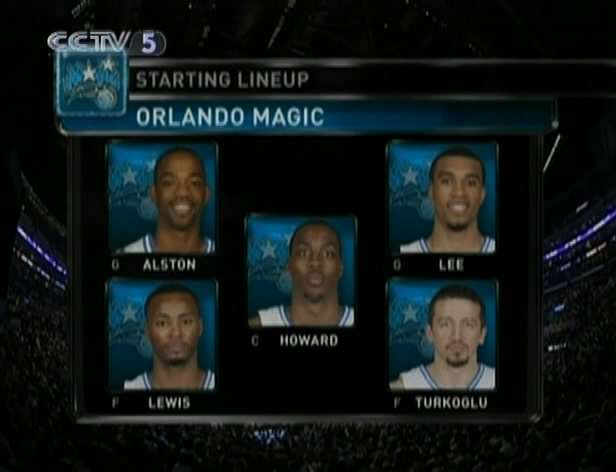 CCTV 5
STARTING LINEUP
ORLANDO MAGIC
G ALSTON
G LEE
C HOWARD
F LEWIS
F TURKOGLU